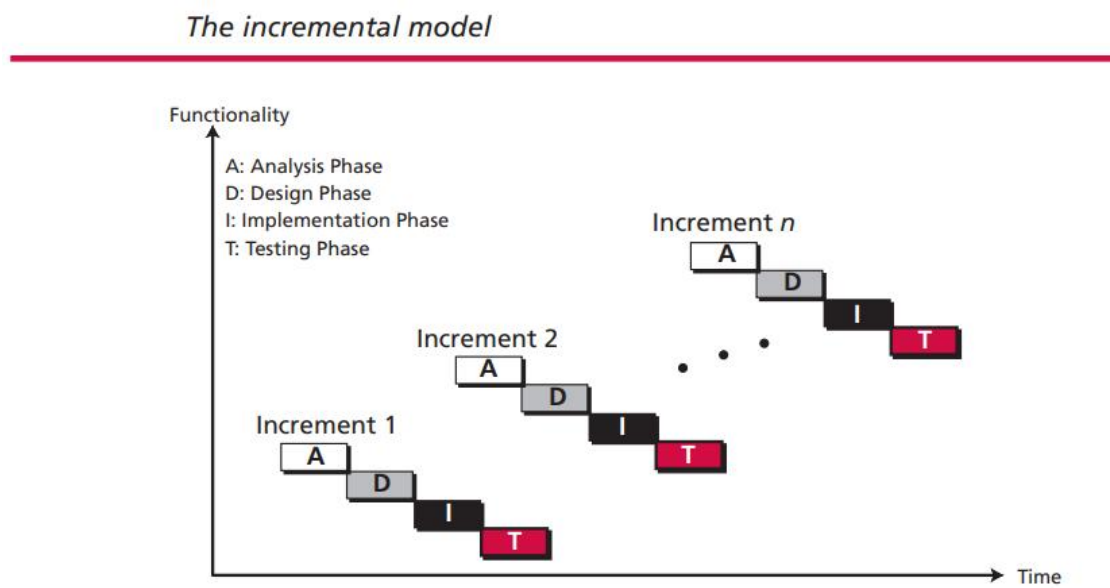 The incremental model
Functionality
A: Analysis Phase
D: Design Phase
I: Implementation Phase
T: Testing Phase
Increment n
A
D
I
T
Increment 2
A
D
I
T
Increment 1
A
D
I
T
Time